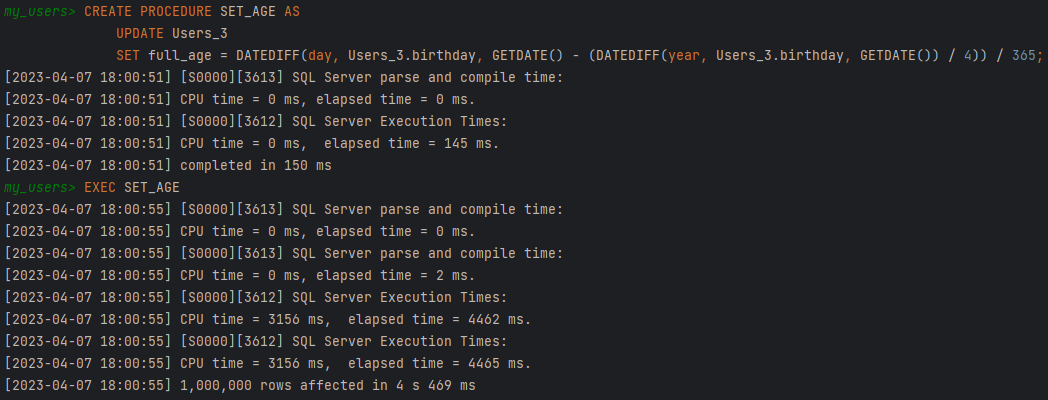 my_users> CREATE PROCEDURE SET_AGE AS
UPDATE Users_3
SET full_age = DATEDIFF(day, Users_3.birthday, GETDATE() - (DATEDIFF(year, Users_3.birthday, GETDATE()) / 4)) / 365;
[2023-04-07 18:00:51] [S0000][3613] SQL Server parse and compile time:
[2023-04-07 18:00:51] CPU time = 0 ms, elapsed time = 0 ms.
[2023-04-07 18:00:51] [S0000][3612] SQL Server Execution Times:
[2023-04-07 18:00:51] CPU time = 0 ms,  elapsed time = 145 ms.
[2023-04-07 18:00:51] completed in 150 ms
my_users> EXEC SET_AGE
[2023-04-07 18:00:55] [S0000][3613] SQL Server parse and compile time:
[2023-04-07 18:00:55] CPU time = 0 ms, elapsed time = 0 ms.
[2023-04-07 18:00:55] [S0000][3613] SQL Server parse and compile time:
[2023-04-07 18:00:55] CPU time = 0 ms, elapsed time = 2 ms.
[2023-04-07 18:00:55] [S0000][3612] SQL Server Execution Times:
[2023-04-07 18:00:55] CPU time = 3156 ms,  elapsed time = 4462 ms.
[2023-04-07 18:00:55] [S0000][3612] SQL Server Execution Times:
[2023-04-07 18:00:55] CPU time = 3156 ms,  elapsed time = 4465 ms.
[2023-04-07 18:00:55] 1,000,000 rows affected in 4 s 469 ms